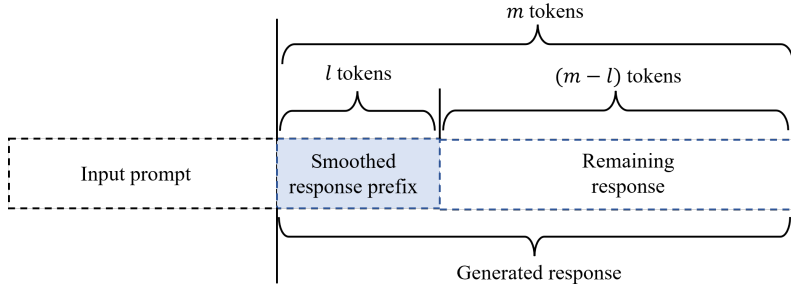 m tokens
l tokens
(m − l) tokens
Input prompt
Smoothed
response prefix
Remaining
response
Generated response